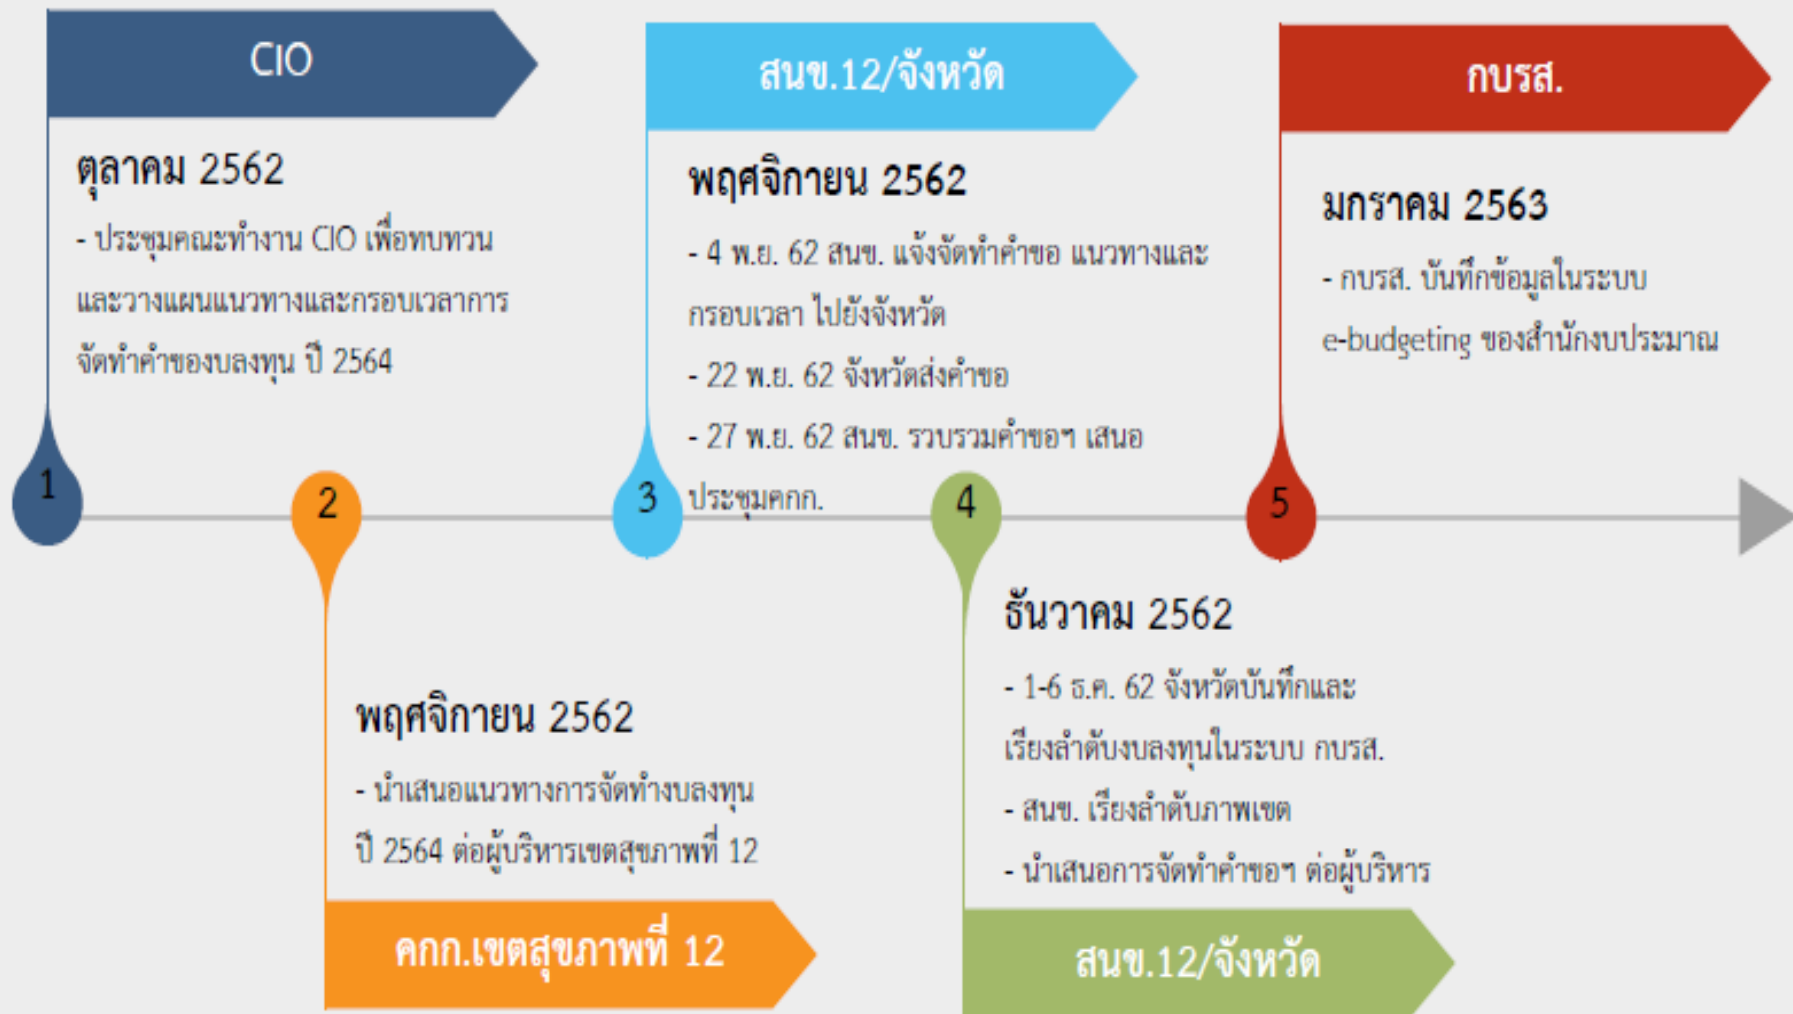 CIO
ตุลาคม 2562
- ประชุมคณะทำงาน CIO เพื่อทบทวน
และวางแผนแนวทางและกรอบเวลาการ
จัดทำคำของบลงทุน ปี 2564
1
2
พฤศจิกายน 2562
- นำเสนอแนวทางการจัดทำงบลงทุน
ปี 2564 ต่อผู้บริหารเขตสุขภาพที่ 12
คกก.เขตสุขภาพที่ 12
สนข.12/จังหวัด
พฤศจิกายน 2562
- 4 พ.ย. 62 สนข. แจ้งจัดทำคำขอ แนวทางและ
กรอบเวลา ไปยังจังหวัด
- 22 พ.ย. 62 จังหวัดส่งคำขอ
- 27 พ.ย. 62 สนข. รวบรวมคำขอฯ เสนอ
ประชุมคกก.
3
4
ธันวาคม 2562
- 1-6 ธ.ค. 62 จังหวัดบันทึกและ
เรียงลำดับงบลงทุนในระบบ กบรส.
- สนข. เรียงลำดับภาพเขต
- นำเสนอการจัดทำคำขอฯ ต่อผู้บริหาร
สนข.12/จังหวัด
กบรส.
มกราคม 2563
- กบรส. บันทึกข้อมูลในระบบ
e-budgeting ของสำนักงบประมาณ
5